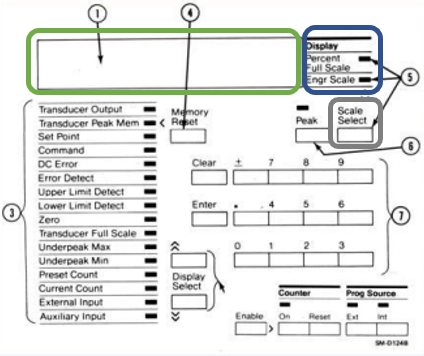 1
4
Display
Percent
Full Scale
Engr Scale
5
Transducer Output
Transducer Peak Mem
Set Point
Command
DC Error
Error Detect
Upper Limit Detect
Lower Limit Detect
Zero
Transducer Full Scale
Underpeak Max
Underpeak Min
Preset Count
Current Count
External Input
Auxiliary Input
3
Memory
Reset
Peak
Scale
Select
6
Clear ± 7 8 9
Enter . 4 5 6
0 1 2 3
7
Display
Select
Counter
Prog Source
Enable > On Reset Ext Int
SM-D1248